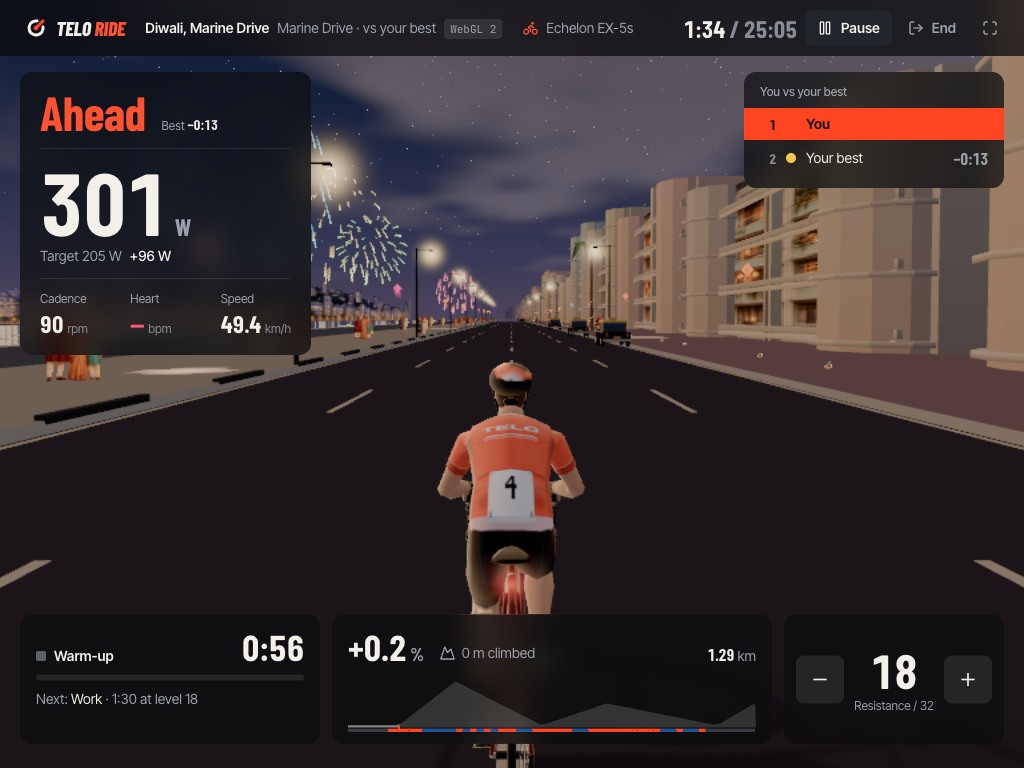 TELO RIDE Diwali, Marine Drive Marine Drive · vs your best WebGL 2 Echelon EX-5s 1:34 / 25:05 Pause End
Ahead Best −0:13
301 W
Target 205 W +96 W
Cadence Heart Speed
90 rpm — bpm 49.4 km/h
You vs your best
1 You
2 Your best −0:13
TELO
4
Warm-up 0:56
Next: Work · 1:30 at level 18
+0.2 % 0 m climbed 1.29 km
− 18 +
Resistance / 32